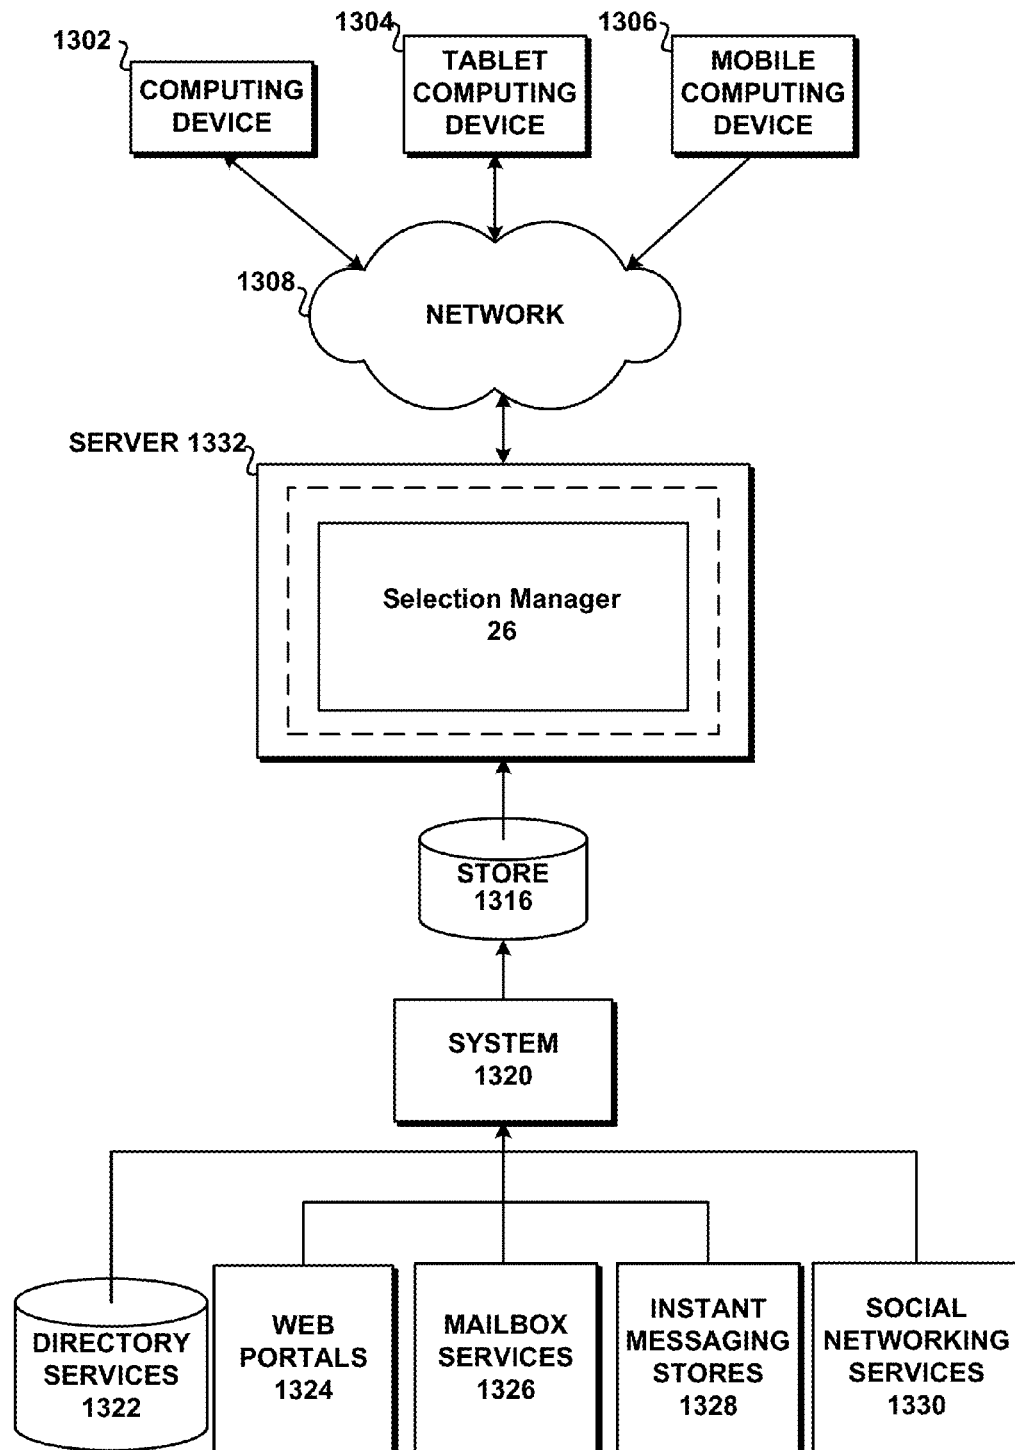 1302
1304
1306
COMPUTING
DEVICE
TABLET
COMPUTING
DEVICE
MOBILE
COMPUTING
DEVICE
1308
NETWORK
SERVER 1332
Selection Manager
26
STORE
1316
SYSTEM
1320
DIRECTORY
SERVICES
1322
WEB
PORTALS
1324
MAILBOX
SERVICES
1326
INSTANT
MESSAGING
STORES
1328
SOCIAL
NETWORKING
SERVICES
1330